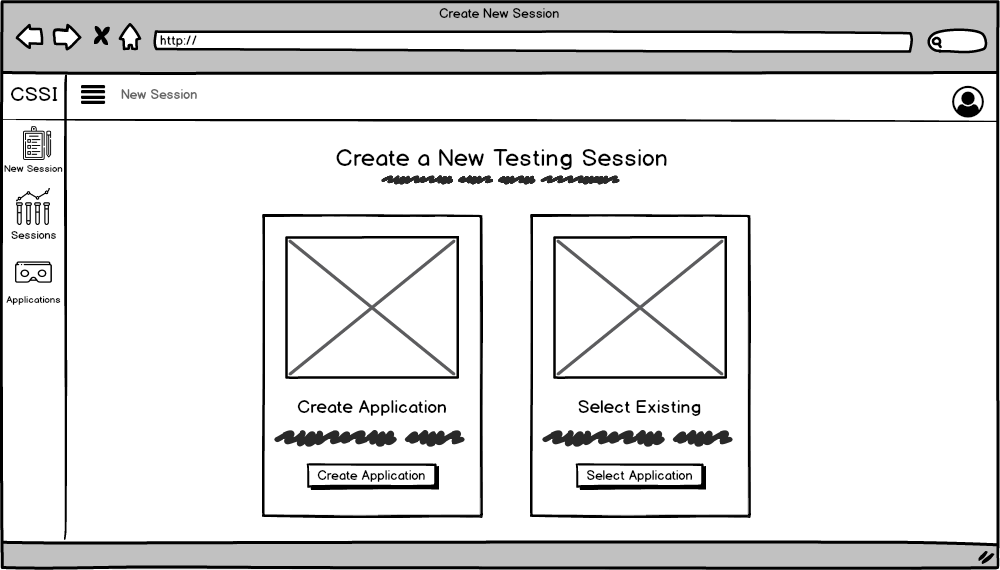 Create New Session
http://
CSSI
New Session
New Session
Sessions
Applications
Create a New Testing Session
Create Application
Select Existing
Create Application
Select Application